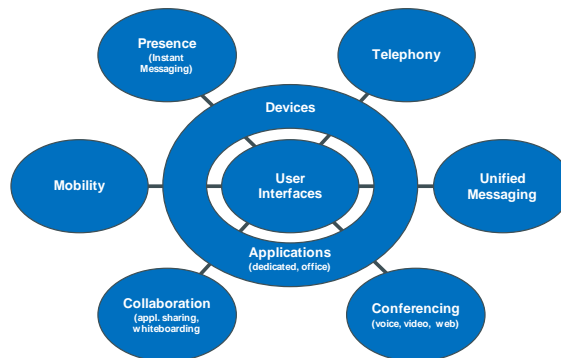 Presence
(Instant
Messaging)
Telephony
Devices
Mobility
User
Interfaces
Unified
Messaging
Applications
(dedicated, office)
Collaboration
(appl. sharing,
whiteboarding
Conferencing
(voice, video, web)